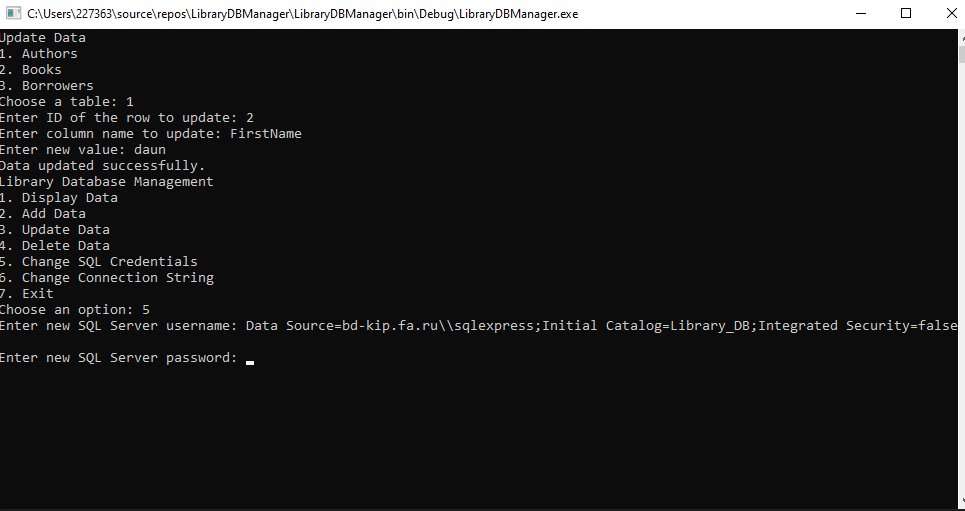 C:\Users\227363\source\repos\LibraryDBManager\LibraryDBManager\bin\Debug\LibraryDBManager.exe
Update Data
1. Authors
2. Books
3. Borrowers
Choose a table: 1
Enter ID of the row to update: 2
Enter column name to update: FirstName
Enter new value: daun
Data updated successfully.
Library Database Management
1. Display Data
2. Add Data
3. Update Data
4. Delete Data
5. Change SQL Credentials
6. Change Connection String
7. Exit
Choose an option: 5
Enter new SQL Server username: Data Source=bd-kip.fa.ru\\sqlexpress;Initial Catalog=Library_DB;Integrated Security=false
Enter new SQL Server password: